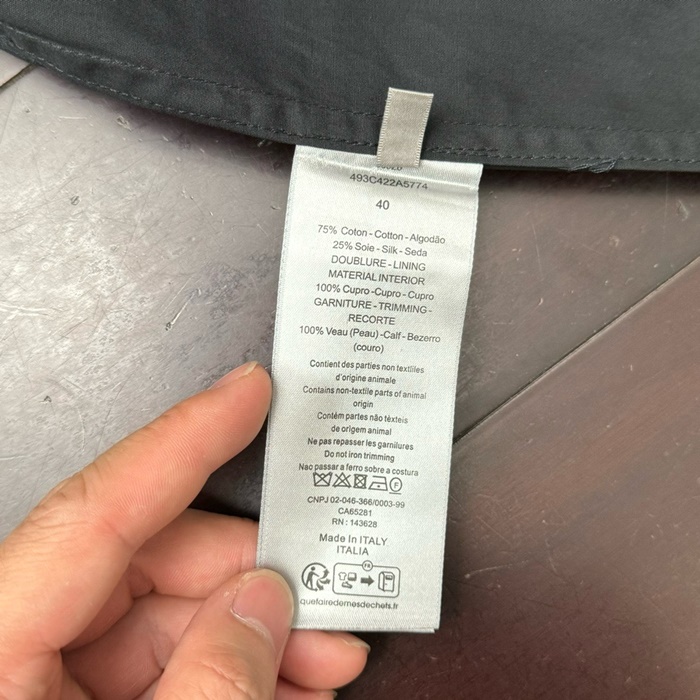 493C422A5774
40
75% Coton - Cotton - Algodão
25% Soie - Silk - Seda
DOUBLURE - LINING
MATERIAL INTERIOR
100% Cupro - Cupro - Cupro
GARNITURE - TRIMMING -
RECORTE
100% Veau (Peau) - Calf - Bezerro
(couro)
Contient des parties non textiles
d'origine animale
Contains non-textile parts of animal
origin
Contém partes não têxteis
de origem animal
Ne pas repasser les garnitures
Do not iron trimming
Nao passar a ferro sobre a costura
F
CNPJ 02-046-366/0003-99
CA65281
RN : 143628
Made In ITALY
ITALIA
FR
quefairedemesdechets.fr